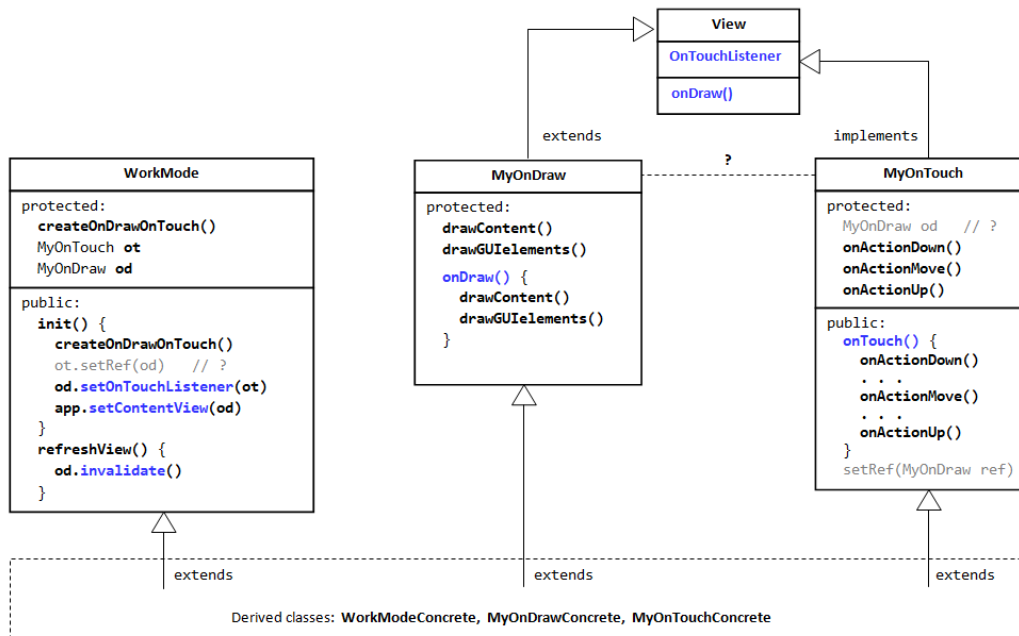 View
OnTouchListener
onDraw()
extends
implements
?
WorkMode
protected:
createOnDrawOnTouch()
MyOnTouch ot
MyOnDraw od
public:
init() {
createOnDrawOnTouch()
ot.setRef(od) // ?
od.setOnTouchListener(ot)
app.setContentView(od)
}
refreshView() {
od.invalidate()
}
MyOnDraw
protected:
drawContent()
drawGUIelements()
onDraw() {
drawContent()
drawGUIelements()
}
MyOnTouch
protected:
MyOnDraw od // ?
onActionDown()
onActionMove()
onActionUp()
public:
onTouch() {
onActionDown()
. . .
onActionMove()
. . .
onActionUp()
}
setRef(MyOnDraw ref)
extends
extends
extends
Derived classes: WorkModeConcrete, MyOnDrawConcrete, MyOnTouchConcrete